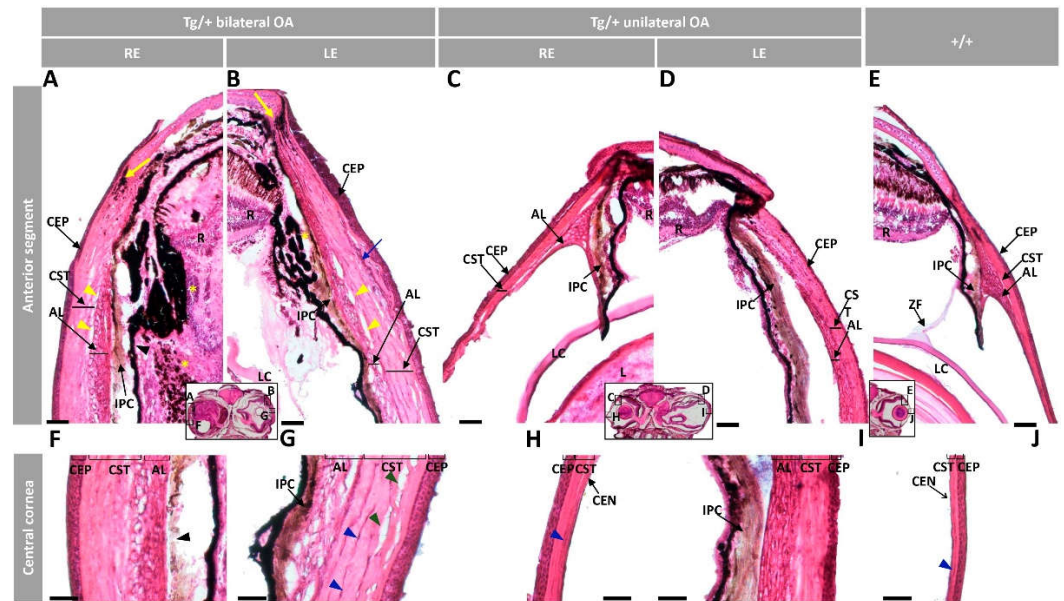 Tg/+ bilateral OA
Tg/+ unilateral OA
+/+
RE
LE
RE
LE
Anterior segment
A
B
C
D
E
CEP
CST
AL
IPC
R
*
*
CEP
R
*
IPC
AL
CST
LC
A
B
F
G
AL
CEP
CST
IPC
R
LC
L
C
D
H
I
R
IPC
CEP
CS
T
AL
R
IPC
ZF
LC
CEP
CST
AL
E
J
Central cornea
F
G
H
I
J
CEP
CST
AL
IPC
AL
CST
CEP
CEP
CST
CEN
IPC
AL
CST
CEP
CST
CEP
CEN